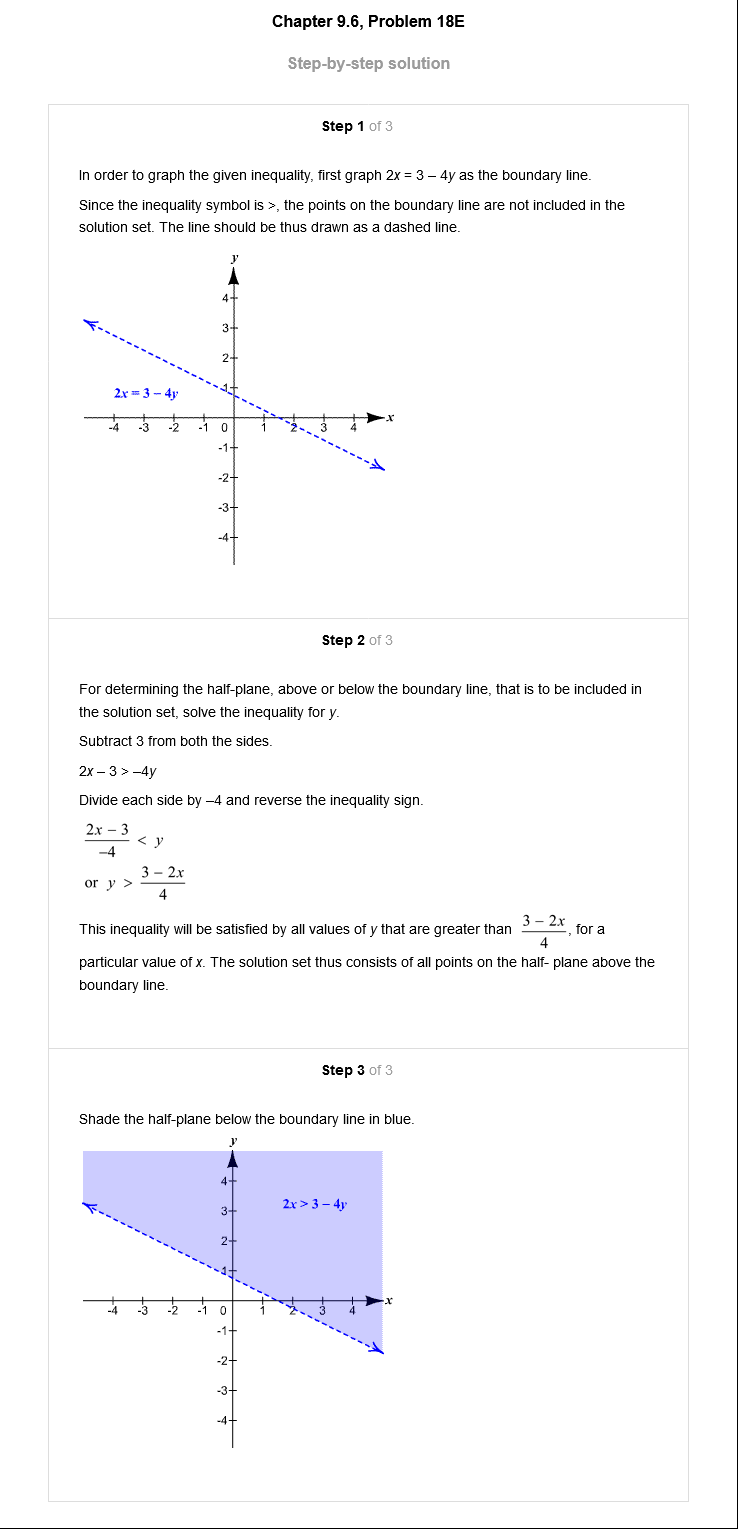 Chapter 9.6, Problem 18E
Step-by-step solution
Step 1 of 3
In order to graph the given inequality, first graph 2x = 3 – 4y as the boundary line.
Since the inequality symbol is >, the points on the boundary line are not included in the
solution set. The line should be thus drawn as a dashed line.
y
4
3
2
1
2x = 3 – 4y
x
-4 -3 -2 -1 0 1 2 3 4
-1
-2
-3
-4
Step 2 of 3
For determining the half-plane, above or below the boundary line, that is to be included in
the solution set, solve the inequality for y.
Subtract 3 from both the sides.
2x – 3 > –4y
Divide each side by –4 and reverse the inequality sign.
(2x – 3)/(–4) < y
or y > (3 – 2x)/4
This inequality will be satisfied by all values of y that are greater than (3 – 2x)/4, for a
particular value of x. The solution set thus consists of all points on the half- plane above the
boundary line.
Step 3 of 3
Shade the half-plane below the boundary line in blue.
y
4
2x > 3 – 4y
3
2
1
x
-4 -3 -2 -1 0 1 2 3 4
-1
-2
-3
-4